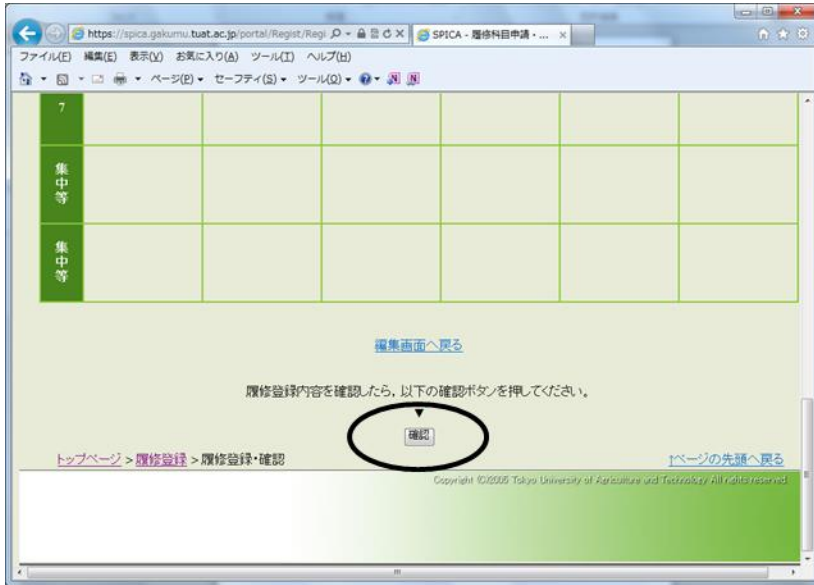 https://spica.gakumu.tuat.ac.jp/portal/Regist/Regi
SPICA - 履修科目申請・...
ファイル(F) 編集(E) 表示(V) お気に入り(A) ツール(T) ヘルプ(H)
ページ(P) セーフティ(S) ツール(O)
7
集中等
集中等
編集画面へ戻る
履修登録内容を確認したら，以下の確認ボタンを押してください。
▼
確認
トップページ > 履修登録 > 履修登録・確認
↑ページの先頭へ戻る
Copyright (C)2005 Tokyo University of Agriculture and Technology All rights reserved.